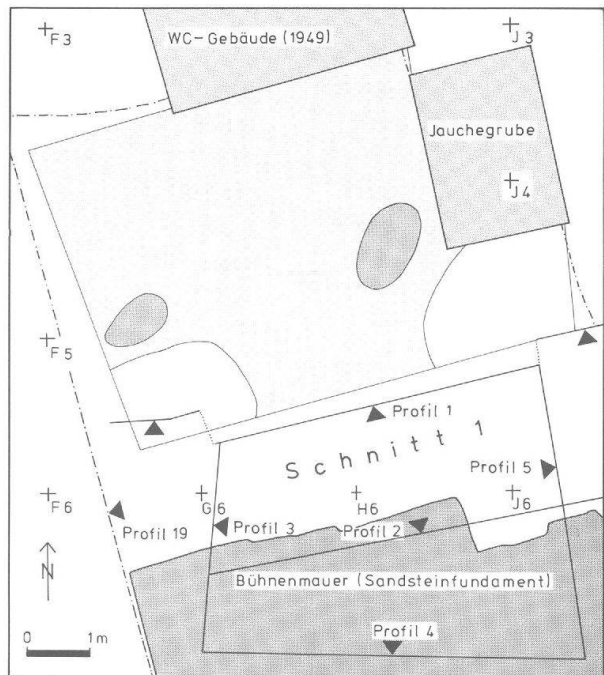 F3
WC-Gebäude (1949)
J3
Jauchegrube
J4
F5
Profil 1
Schnitt 1
Profil 5
F6
G6
H6
J6
Profil 19
Profil 3
Profil 2
N
Bühnenmauer (Sandsteinfundament)
Profil 4
0 1m